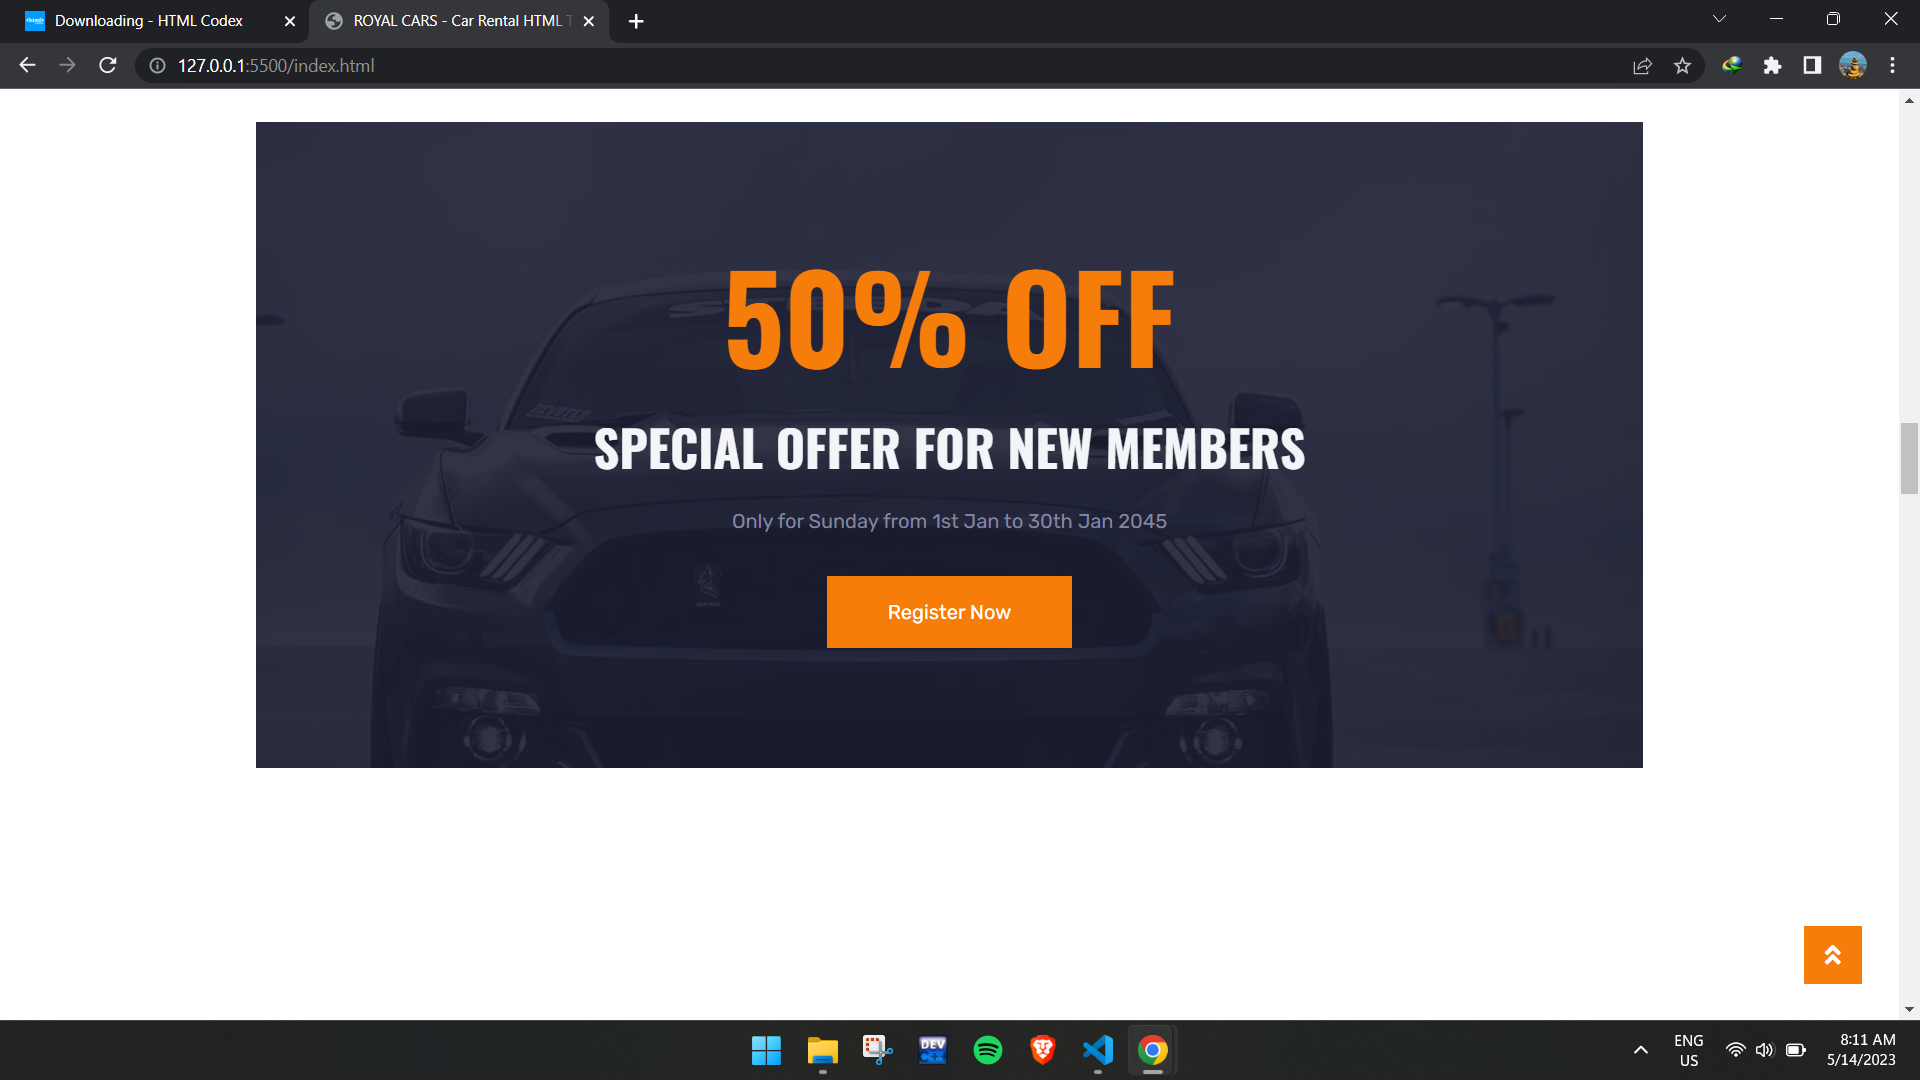 Downloading - HTML Codex
ROYAL CARS - Car Rental HTML
127.0.0.1:5500/index.html
50% OFF
SPECIAL OFFER FOR NEW MEMBERS
Only for Sunday from 1st Jan to 30th Jan 2045
Register Now
DEV
ENG
US
8:11 AM
5/14/2023